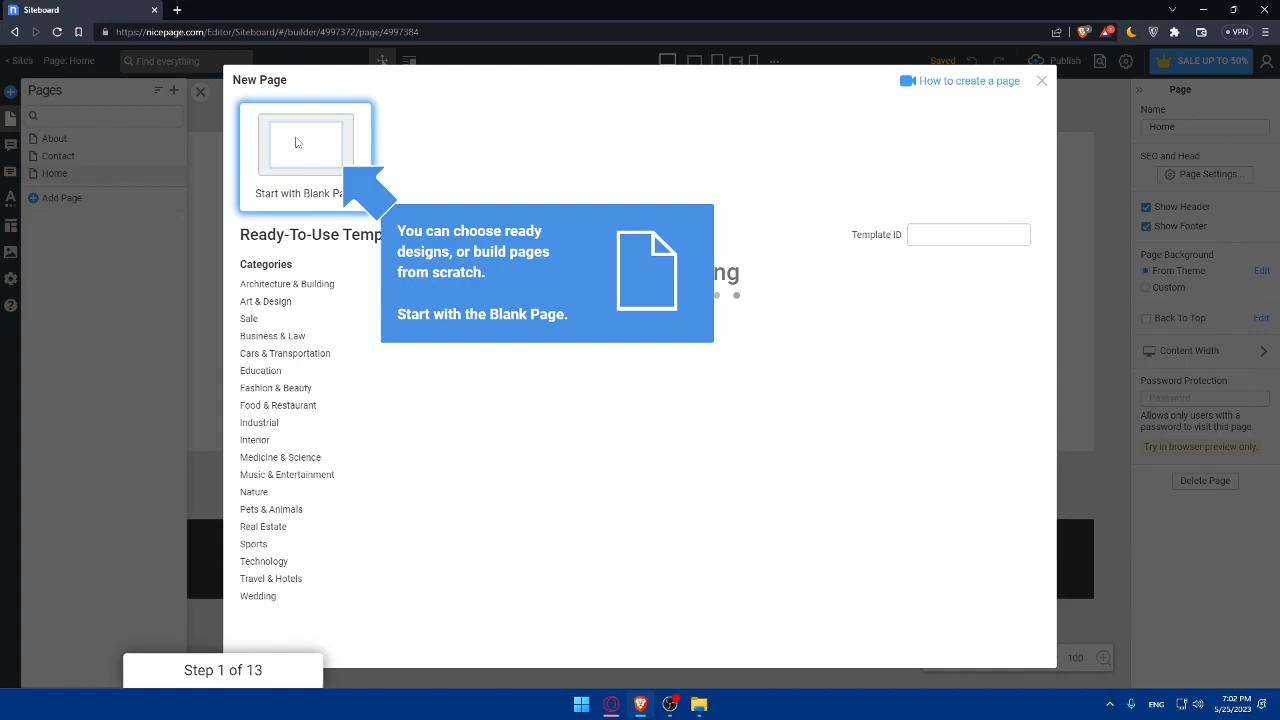 Siteboard
https://nicepage.com/Editor/Siteboard/#/builder/4997372/page/4997384
VPN
< Sites
Page: Home
Find everything
Saved
Publish
SALE UP TO 50%
Pages
About
Contact
Home
Add Page
New Page
How to create a page
Start with Blank Pa
Ready-To-Use Temp
Template ID
Categories
Architecture & Building
Art & Design
Sale
Business & Law
Cars & Transportation
Education
Fashion & Beauty
Food & Restaurant
Industrial
Interior
Medicine & Science
Music & Entertainment
Nature
Pets & Animals
Real Estate
Sports
Technology
Travel & Hotels
Wedding
You can choose ready
designs, or build pages
from scratch.
Start with the Blank Page.
ng
Page
Name
Home
SEO and Head
Page Settings...
Show Header
Show Footer
Page Background
Edit
Custom
Back To Top
Edit
Content Width
Password Protection
Password
Allows only users with a
password to visit this page.
Try in browser preview only.
Delete Page
100
Step 1 of 13
ENG
7:02 PM
5/25/2023